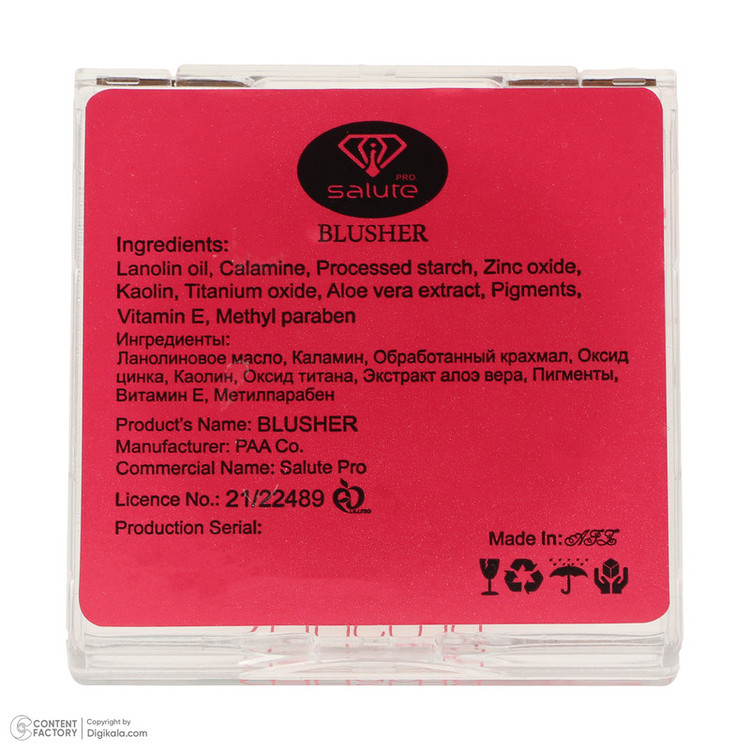 PRO
salute
BLUSHER
Ingredients:
Lanolin oil, Calamine, Processed starch, Zinc oxide,
Kaolin, Titanium oxide, Aloe vera extract, Pigments,
Vitamin E, Methyl paraben
Ингредиенты:
Ланолиновое масло, Каламин, Обработанный крахмал, Оксид
цинка, Каолин, Оксид титана, Экстракт алоэ вера, Пигменты,
Витамин Е, Метилпарабен
Product's Name: BLUSHER
Manufacturer: PAA Co.
Commercial Name: Salute Pro
Licence No.: 21/22489
Production Serial:
Made In:
CONTENT
FACTORY
Copyright by
Digikala.com